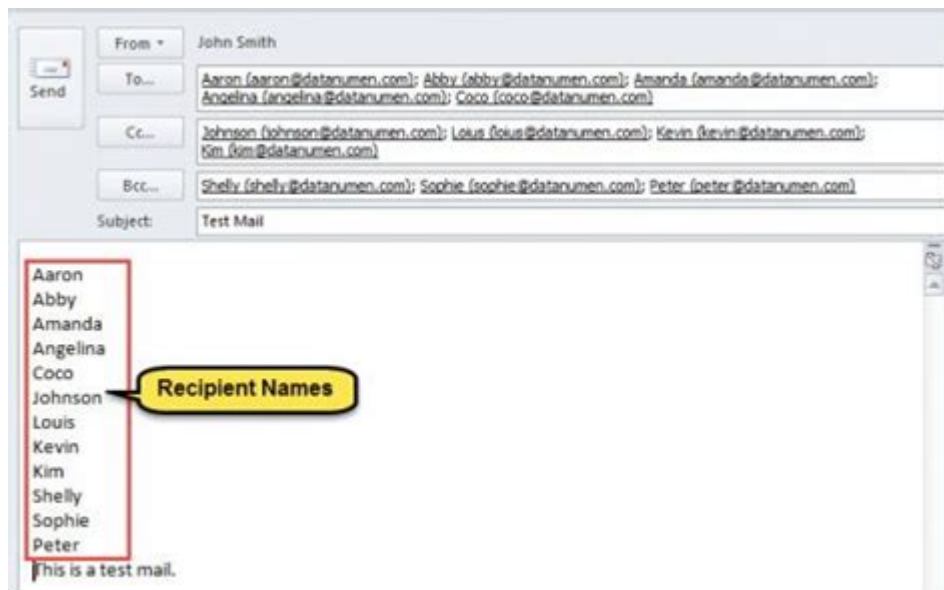 From John Smith
Send
To... Aaron (aaron@datanumen.com); Abby (abby@datanumen.com); Amanda (amanda@datanumen.com);
Angelina (angelina@datanumen.com); Coco (coco@datanumen.com)
Cc... Johnson (johnson@datanumen.com); Loius (loius@datanumen.com); Kevin (kevin@datanumen.com);
Kim (kim@datanumen.com)
Bcc... Shelly (shelly@datanumen.com); Sophie (sophie@datanumen.com); Peter (peter@datanumen.com)
Subject: Test Mail
Aaron
Abby
Amanda
Angelina
Coco
Johnson
Recipient Names
Louis
Kevin
Kim
Shelly
Sophie
Peter
This is a test mail.